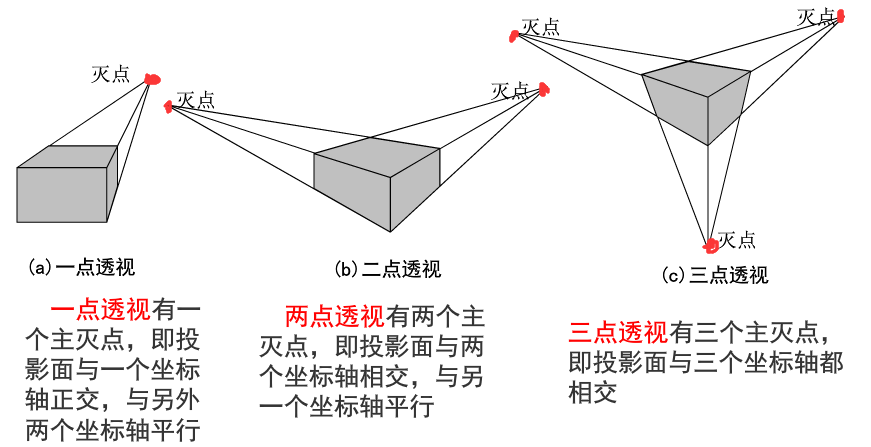 灭点
灭点
灭点
灭点
灭点
灭点
(a)一点透视
(b)二点透视
(c)三点透视
一点透视有一
个主灭点，即投
影面与一个坐标
轴正交，与另外
两个坐标轴平行
两点透视有两个主
灭点，即投影面与两
个坐标轴相交，与另
一个坐标轴平行
三点透视有三个主灭点，
即投影面与三个坐标轴都
相交